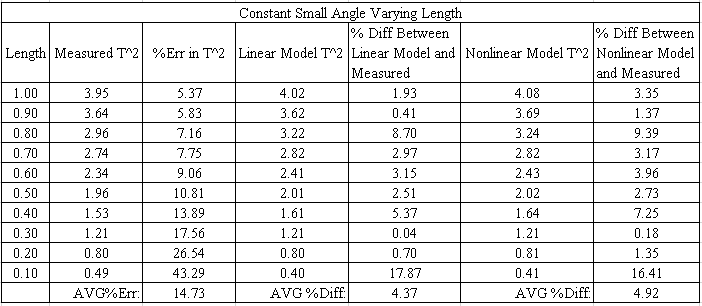 Constant Small Angle Varying Length
Length Measured T^2 %Err in T^2 Linear Model T^2 % Diff Between Linear Model and Measured Nonlinear Model T^2 % Diff Between Nonlinear Model and Measured
1.00 3.95 5.37 4.02 1.93 4.08 3.35
0.90 3.64 5.83 3.62 0.41 3.69 1.37
0.80 2.96 7.16 3.22 8.70 3.24 9.39
0.70 2.74 7.75 2.82 2.97 2.82 3.17
0.60 2.34 9.06 2.41 3.15 2.43 3.96
0.50 1.96 10.81 2.01 2.51 2.02 2.73
0.40 1.53 13.89 1.61 5.37 1.64 7.25
0.30 1.21 17.56 1.21 0.04 1.21 0.18
0.20 0.80 26.54 0.80 0.70 0.81 1.35
0.10 0.49 43.29 0.40 17.87 0.41 16.41
AVG%Err: 14.73 AVG %Diff: 4.37 AVG %Diff: 4.92